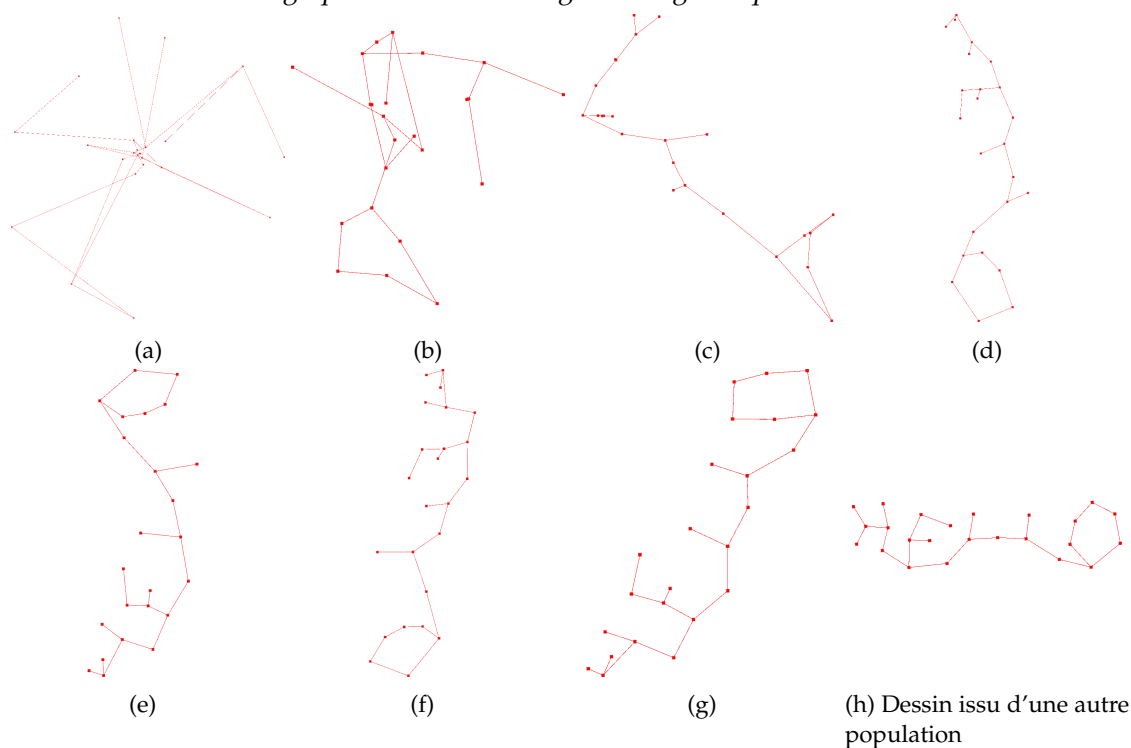 (a)
(b)
(c)
(d)
(e)
(f)
(g)
(h) Dessin issu d'une autre
population